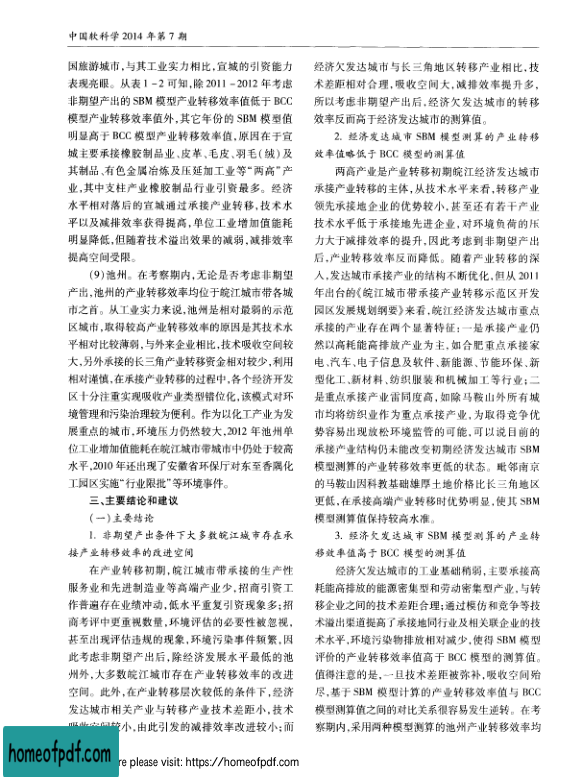 中国软科学 2014 年第 7 期
国旅游城市,与其工业实力相比,宣城的引资能力
表现亮眼。从表 1-2 可知,除 2011-2012 年考虑
非期望产出的 SBM 模型产业转移效率值低于 BCC
模型产业转移效率值外,其它年份的 SBM 模型值
明显高于 BCC 模型产业转移效率值,原因在于宣
城主要承接橡胶制品业、皮革、毛皮、羽毛(绒)及
其制品、有色金属冶炼及压延加工业等“两高”产
业,其中支柱产业橡胶制品行业引资最多。经济
水平相对落后的宣城通过承接产业转移,技术水
平以及减排效率获得提高,单位工业增加值能耗
明显降低,但随着技术溢出效果的减弱,减排效率
提高空间受限。
(9)池州。在考察期内,无论是否考虑非期望
产出,池州的产业转移效率均位于皖江城市带各城
市之首。从工业实力来说,池州是相对最弱的示范
区城市,取得较高产业转移效率的原因是其技术水
平相对比较薄弱,与外来企业相比,技术吸收空间较
大,另外承接的长三角产业转移资金相对较少,利用
相对谨慎,在承接产业转移的过程中,各个经济开发
区十分注重实现吸收产业类型错位化,该模式对环
境管理和污染治理较为便利。作为以化工产业为发
展重点的城市,环境压力仍然较大,2012 年池州单
位工业增加值能耗在皖江城市带城市中仍处于较高
水平,2010 年还出现了安徽省环保厅对东至香隅化
工园区实施“行业限批”等环境事件。
三、主要结论和建议
(一)主要结论
1. 非期望产出条件下大多数皖江城市存在承
接产业转移效率的改进空间
在产业转移初期,皖江城市带承接的生产性
服务业和先进制造业等高端产业少,招商引资工
作普遍存在业绩冲动,低水平重复引资现象多;招
商考评中更重视数量,环境评估的必要性被忽视,
甚至出现评估违规的现象,环境污染事件频繁,因
此考虑非期望产出后,除经济发展水平最低的池
州外,大多数皖江城市存在产业转移效率的改进
空间。此外,在产业转移层次较低的条件下,经济
发达城市相关产业与转移产业技术差距小,技术
吸收空间较小,由此引发的减排效率改进较小;而
经济欠发达城市与长三角地区转移产业相比,技
术差距相对合理,吸收空间大,减排效率提升多,
所以考虑非期望产出后,经济欠发达城市的转移
效率反而高于经济发达城市的测算值。
2. 经济发达城市 SBM 模型测算的产业转移
效率值略低于 BCC 模型的测算值
两高产业是产业转移初期皖江经济发达城市
承接产业转移的主体,从技术水平来看,转移产业
领先承接地企业的优势较小,甚至还有若干产业
技术水平低于承接地先进企业,对环境负荷的压
力大于减排效率的提升,因此考虑到非期望产出
后,产业转移效率反而降低。随着产业转移的深
入,发达城市承接产业的结构不断优化,但从 2011
年出台的《皖江城市带承接产业转移示范区开发
园区发展规划纲要》来看,皖江经济发达城市重点
承接的产业存在两个显著特征:一是承接产业仍
然以高耗能高排放产业为主,如合肥重点承接家
电、汽车、电子信息及软件、新能源、节能环保、新
型化工、新材料、纺织服装和机械加工等行业;二
是重点承接产业雷同度高,如除马鞍山外所有城
市均将纺织业作为重点承接产业,为取得竞争优
势容易出现放松环境监管的可能,可以说目前的
承接产业结构仍未能改变初期经济发达城市 SBM
模型测算的产业转移效率更低的状态。毗邻南京
的马鞍山因科教基础雄厚土地价格比长三角地区
更低,在承接高端产业转移时优势明显,使其 SBM
模型测算值保持较高水准。
3. 经济欠发达城市 SBM 模型测算的产业转
移效率值高于 BCC 模型的测算值
经济欠发达城市的工业基础稍弱,主要承接高
耗能高排放的能源密集型和劳动密集型产业,与转
移企业之间的技术差距合理;通过模仿和竞争等技
术溢出渠道提高了承接地同行业及相关联企业的技
术水平,环境污染物排放相对减少,使得 SBM 模型
评价的产业转移效率值高于 BCC 模型的测算值。
值得注意的是,一旦技术差距被弥补,吸收空间殆
尽,基于 SBM 模型计算的产业转移效率值与 BCC
模型测算值之间的对比关系很容易发生逆转。在考
察期内,采用两种模型测算的池州产业转移效率均
homeofpdf.com
re please visit: https://homeofpdf.com